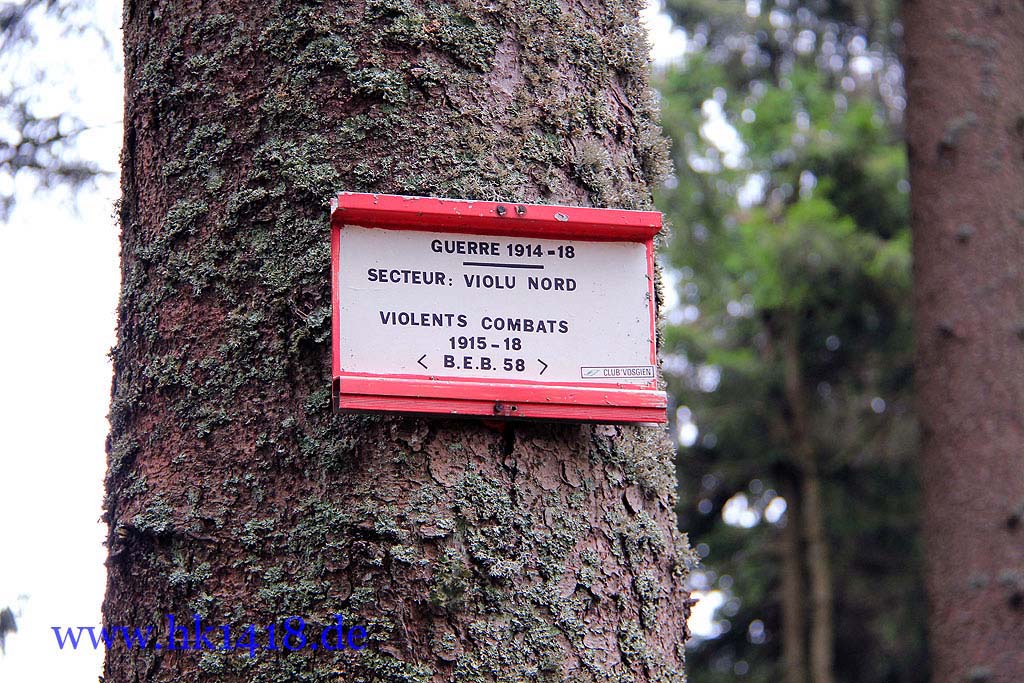 GUERRE 1914-18
SECTEUR: VIOLU NORD
VIOLENTS COMBATS
1915-18
< B.E.B. 58 >
CLUB VOSGIEN
www.hk1418.de